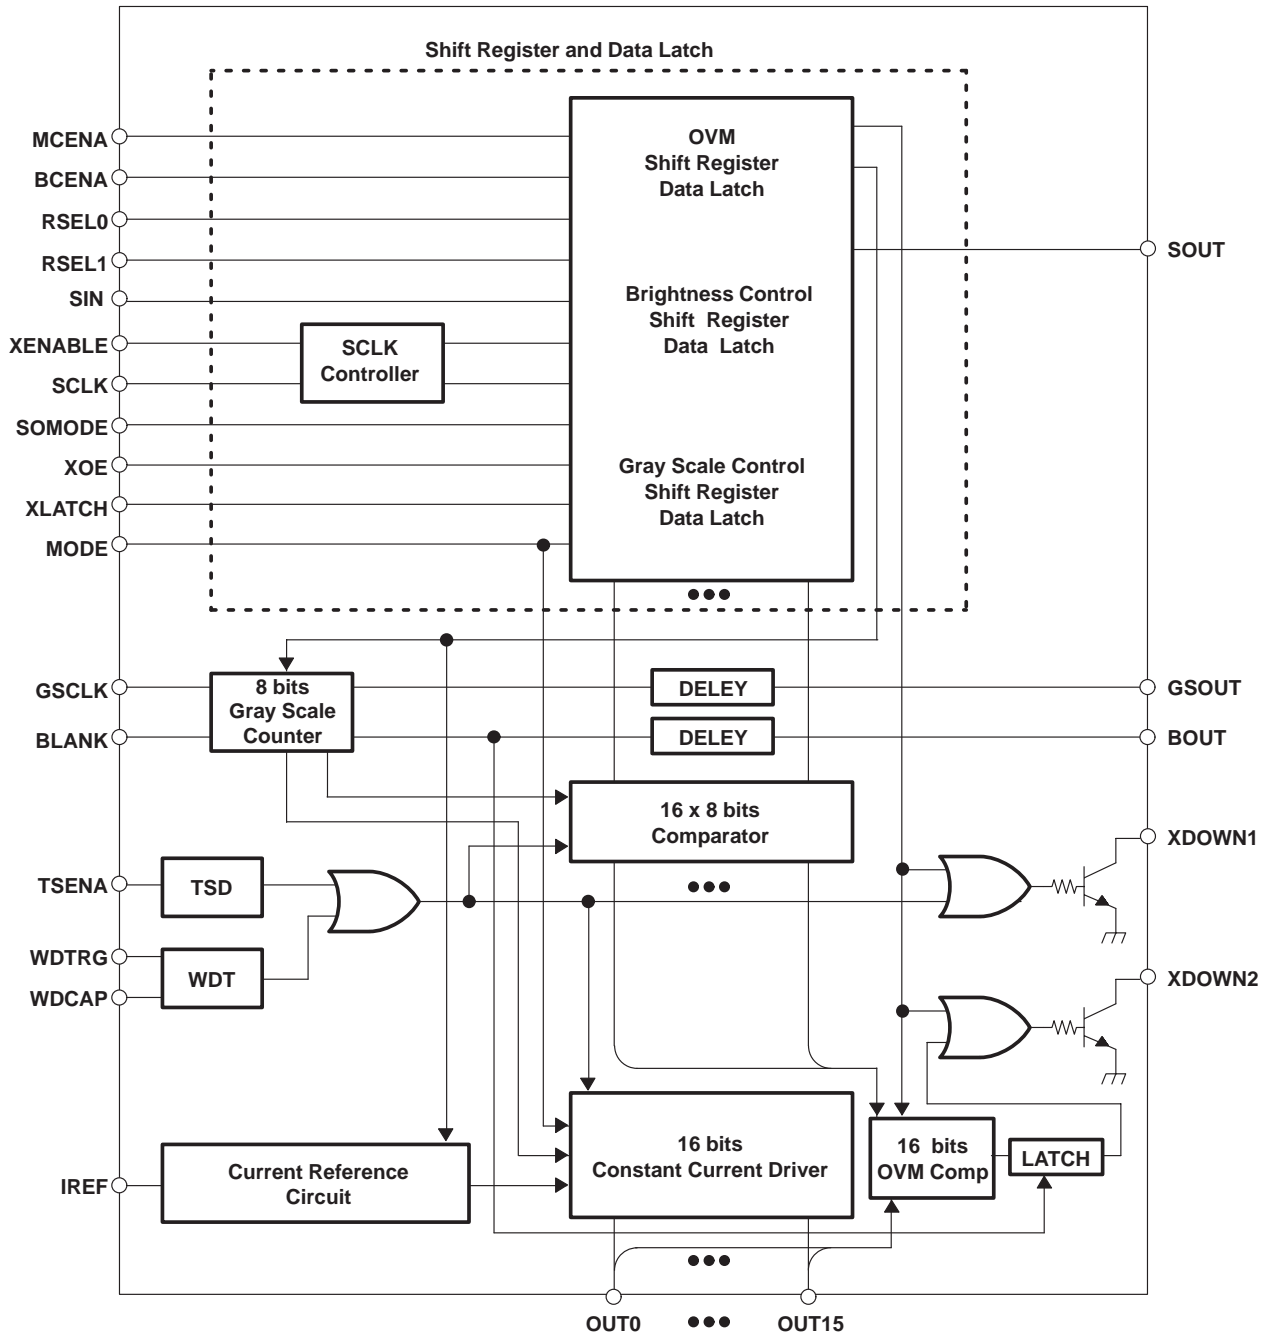 Shift Register and Data Latch
MCENA
BCENA
RSEL0
RSEL1
SIN
XENABLE
SCLK
SOMODE
XOE
XLATCH
MODE
SCLK
Controller
OVM
Shift Register
Data Latch
Brightness Control
Shift Register
Data Latch
Gray Scale Control
Shift Register
Data Latch
SOUT
GSCLK
BLANK
8 bits
Gray Scale
Counter
DELEY
DELEY
GSOUT
BOUT
16 x 8 bits
Comparator
XDOWN1
TSENA
TSD
WDTRG
WDCAP
WDT
XDOWN2
IREF
Current Reference
Circuit
16 bits
Constant Current Driver
16 bits
OVM Comp
LATCH
OUT0
OUT15